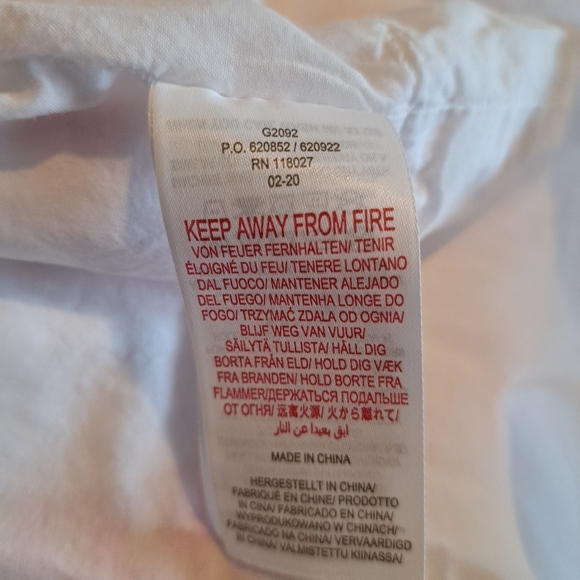 G2092
P.O. 620852 / 620922
RN 118027
02-20
KEEP AWAY FROM FIRE
VON FEUER FERNHALTEN/ TENIR
ÉLOIGNÉ DU FEU/ TENERE LONTANO
DAL FUOCO/ MANTENER ALEJADO
DEL FUEGO/ MANTENHA LONGE DO
FOGO/ TRZYMAĆ ZDALA OD OGNIA/
BLIJF WEG VAN VUUR/
SÄILYTÄ TULLISTA/ HÅLL DIG
BORTA FRÅN ELD/ HOLD DIG VÆK
FRA BRANDEN/ HOLD BORTE FRA
FLAMMER/ДЕРЖАТЬСЯ ПОДАЛЬШЕ
ОТ ОГНЯ/ 远离火源/ 火から離れて/
ابق بعيدا عن النار
MADE IN CHINA
HERGESTELLT IN CHINA/
FABRIQUÉ EN CHINE/ PRODOTTO
IN CINA/ FABRICADO EN CHINA/
WYPRODUKOWANO W CHINACH/
FABRICADO NA CHINA/ VERVAARDIGD
IN CHINA/ VALMISTETTU KIINASSA/